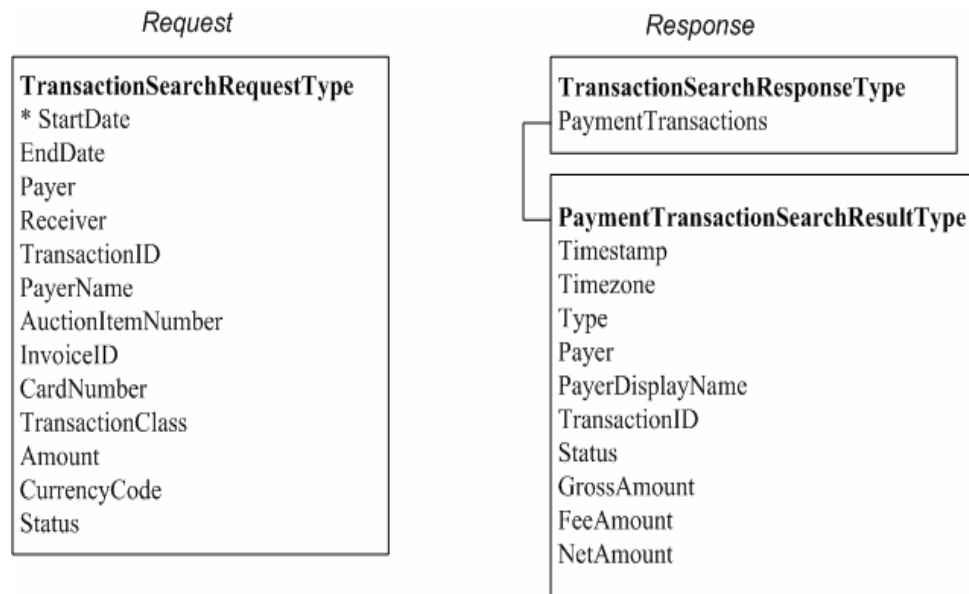 Request
TransactionSearchRequestType
* StartDate
EndDate
Payer
Receiver
TransactionID
PayerName
AuctionItemNumber
InvoiceID
CardNumber
TransactionClass
Amount
CurrencyCode
Status
Response
TransactionSearchResponseType
PaymentTransactions
PaymentTransactionSearchResultType
Timestamp
Timezone
Type
Payer
PayerDisplayName
TransactionID
Status
GrossAmount
FeeAmount
NetAmount